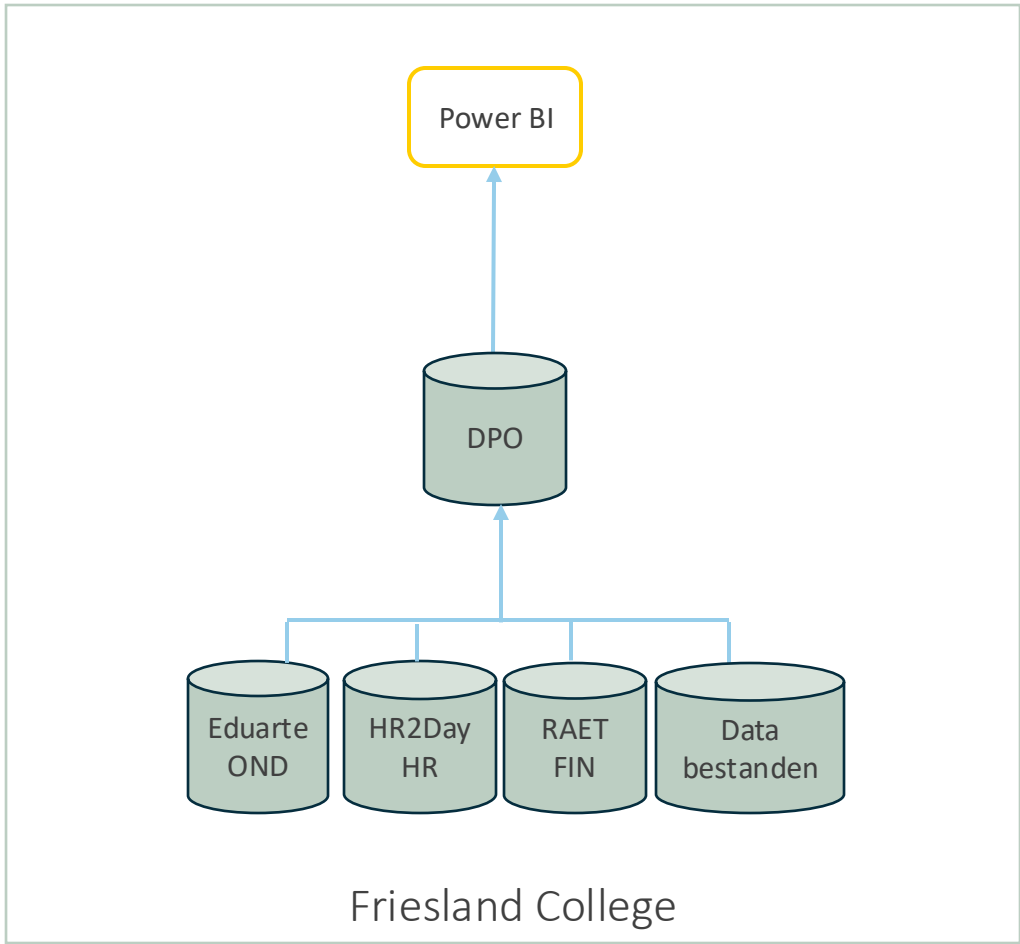 Power BI
DPO
Eduarte
OND
HR2Day
HR
RAET
FIN
Data
bestanden
Friesland College